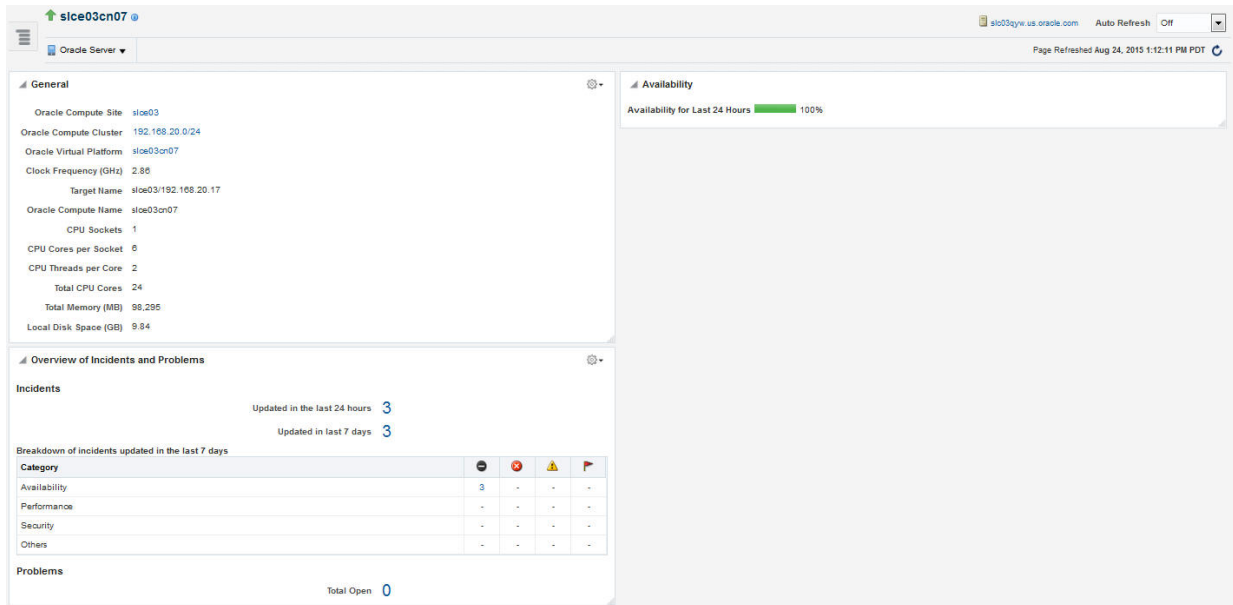 slce03cn07
slc03qyw.us.oracle.com Auto Refresh Off
Oracle Server
Page Refreshed Aug 24, 2015 1:12:11 PM PDT
General
Oracle Compute Site slce03
Oracle Compute Cluster 192.168.20.0/24
Oracle Virtual Platform slce03cn07
Clock Frequency (GHz) 2.86
Target Name slce03/192.168.20.17
Oracle Compute Name slce03cn07
CPU Sockets 1
CPU Cores per Socket 6
CPU Threads per Core 2
Total CPU Cores 24
Total Memory (MB) 98,295
Local Disk Space (GB) 9.84
Availability
Availability for Last 24 Hours 100%
Overview of Incidents and Problems
Incidents
Updated in the last 24 hours 3
Updated in last 7 days 3
Breakdown of incidents updated in the last 7 days
Category
Availability 3 - - -
Performance - - - -
Security - - - -
Others - - - -
Problems
Total Open 0